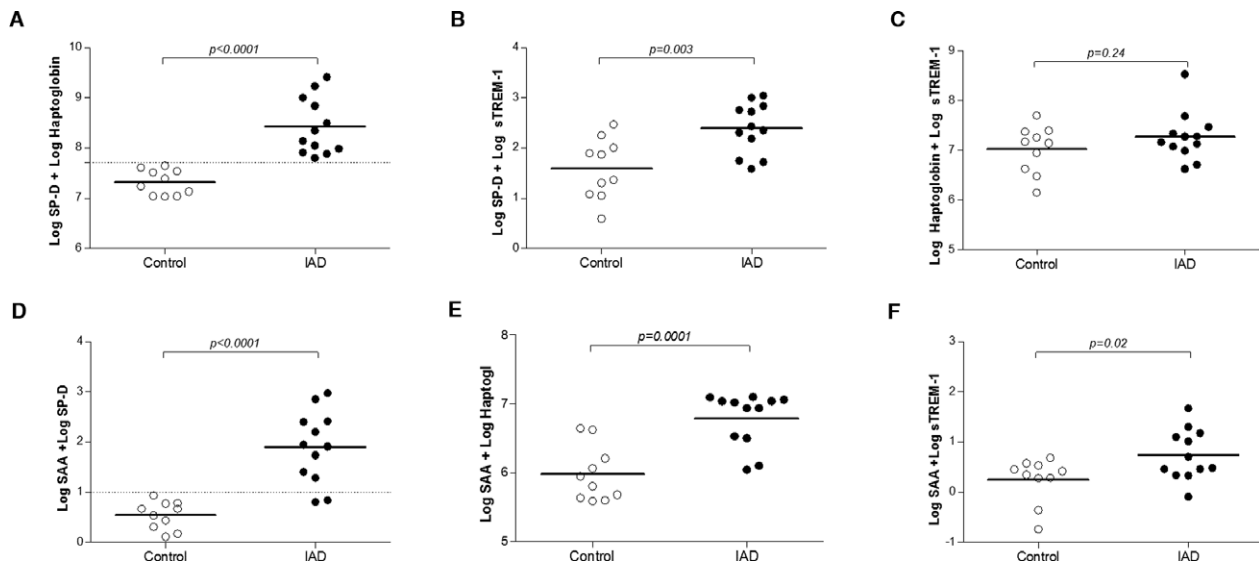 A
p<0.0001
Log SP-D + Log Haptoglobin
10
9
8
7
6
Control
IAD
B
p=0.003
Log SP-D + Log sTREM-1
4
3
2
1
0
Control
IAD
C
p=0.24
Log Haptoglobin + Log sTREM-1
9
8
7
6
5
Control
IAD
D
p<0.0001
Log SAA +Log SP-D
4
3
2
1
0
Control
IAD
E
p=0.0001
Log SAA + Log Haptogl
8
7
6
5
Control
IAD
F
p=0.02
Log SAA +Log sTREM-1
3
2
1
0
-1
Control
IAD